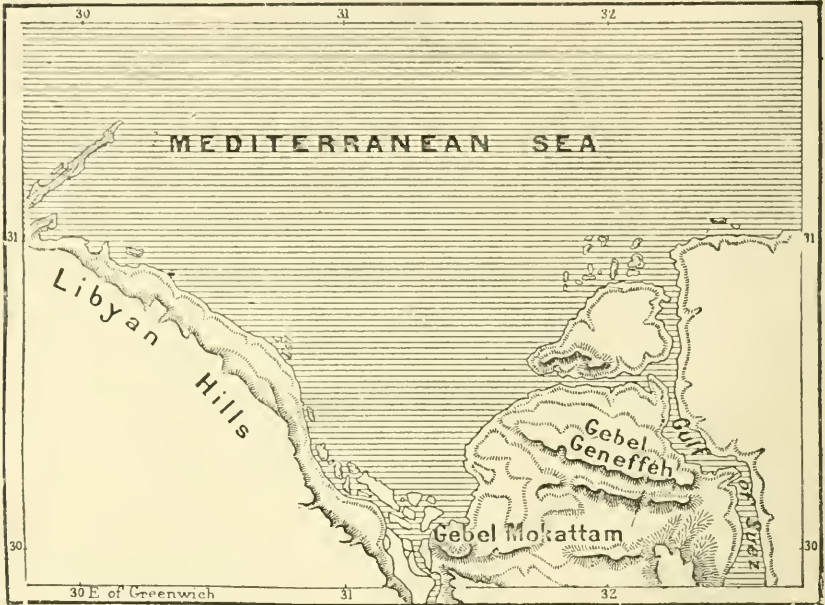 30 31 32
MEDITERRANEAN SEA
31 31
Libyan
Hills
Gebel
Geneffeh
Gulf
of Suez
Gebel Mokattam
30 30
30 E of Greenwich 31 32